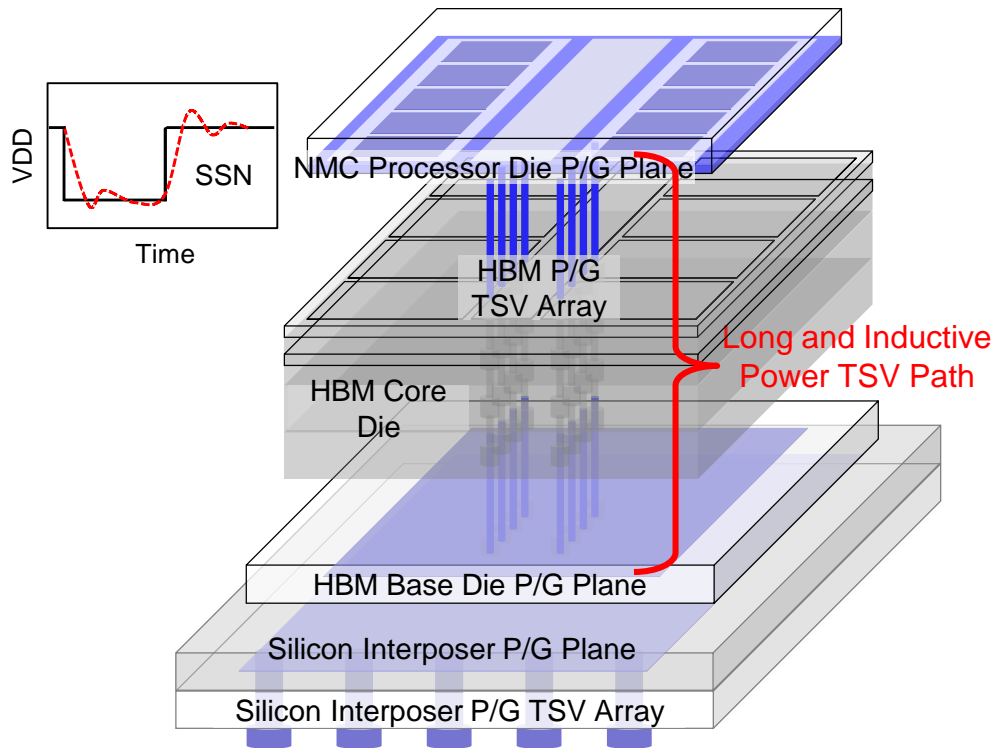 VDD
SSN
Time
NMC Processor Die P/G Plane
HBM P/G
TSV Array
Long and Inductive
Power TSV Path
HBM Core
Die
HBM Base Die P/G Plane
Silicon Interposer P/G Plane
Silicon Interposer P/G TSV Array